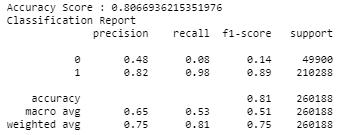 Accuracy Score : 0.8066936215351976
Classification Report
precision recall f1-score support
0 0.48 0.08 0.14 49900
1 0.82 0.98 0.89 210288
accuracy 0.81 260188
macro avg 0.65 0.53 0.51 260188
weighted avg 0.75 0.81 0.75 260188